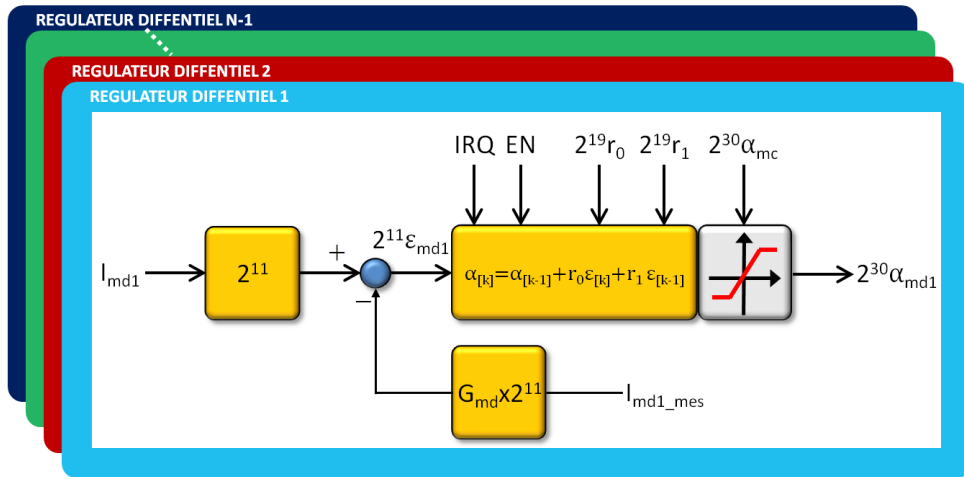 REGULATEUR DIFFENTIEL N-1
REGULATEUR DIFFENTIEL 2
REGULATEUR DIFFENTIEL 1
IRQ EN 2¹⁹r₀ 2¹⁹r₁ 2³⁰α_mc
I_md1
2¹¹
+
−
2¹¹ε_md1
α_[k]=α_[k-1]+r₀ε_[k]+r₁ ε_[k-1]
2³⁰α_md1
G_md x2¹¹
I_md1_mes